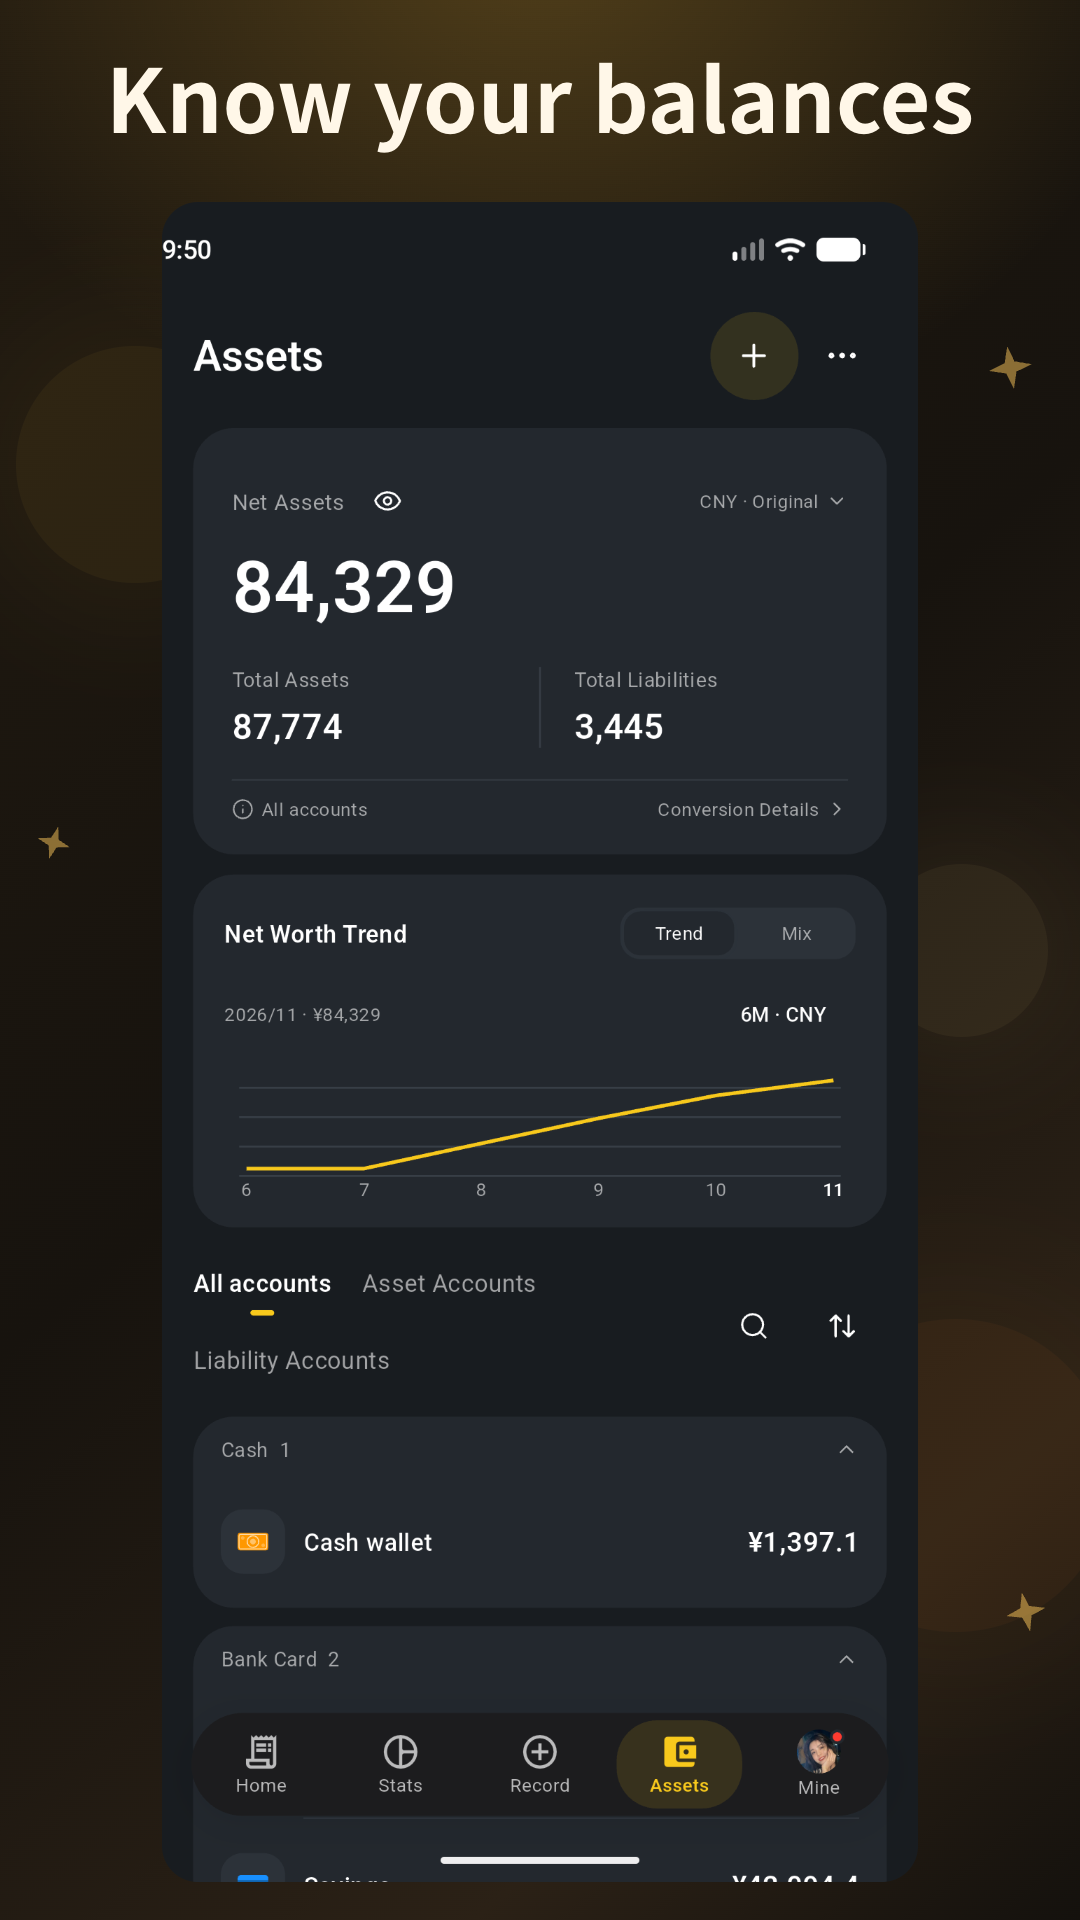 Know your balances
9:50
Assets
Net Assets
CNY · Original
84,329
Total Assets
Total Liabilities
87,774
3,445
All accounts
Conversion Details
Net Worth Trend
Trend
Mix
2026/11 · ¥84,329
6M · CNY
6 7 8 9 10 11
All accounts
Asset Accounts
Liability Accounts
Cash 1
Cash wallet
¥1,397.1
Bank Card 2
Home
Stats
Record
Assets
Mine